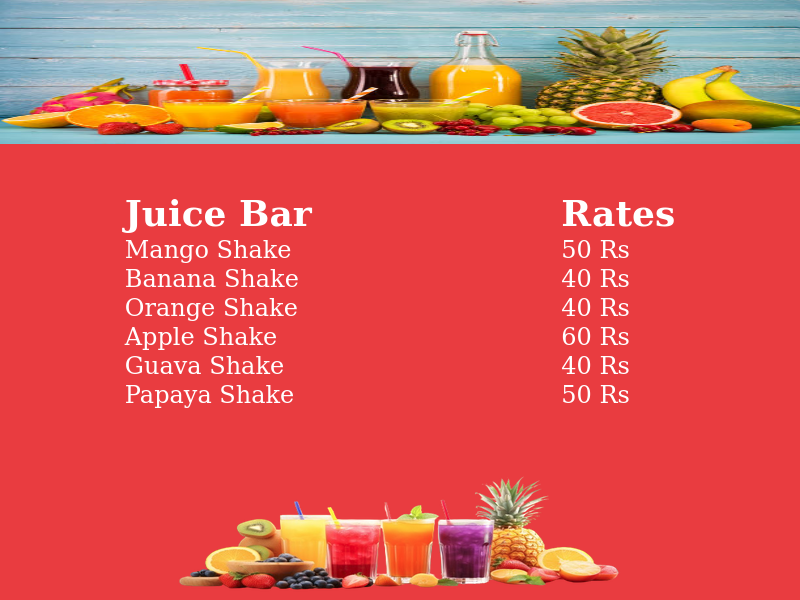 Juice Bar Rates
Mango Shake 50 Rs
Banana Shake 40 Rs
Orange Shake 40 Rs
Apple Shake 60 Rs
Guava Shake 40 Rs
Papaya Shake 50 Rs